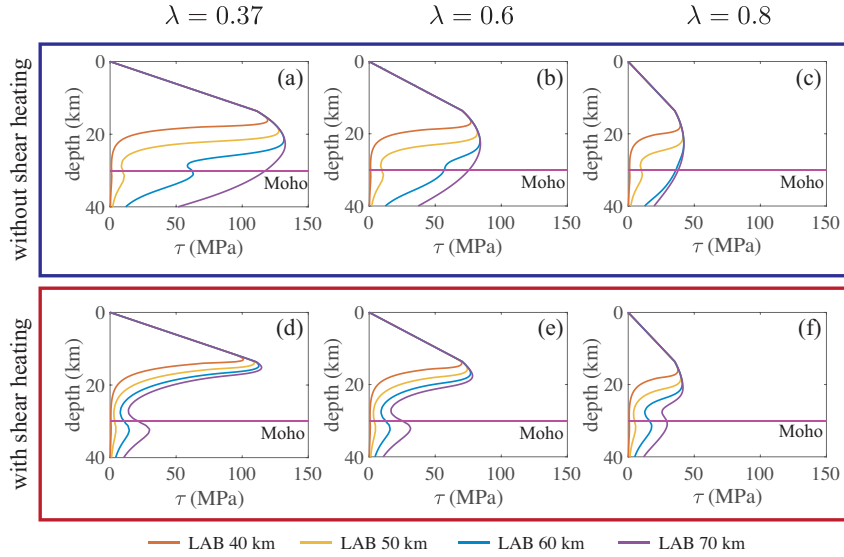 λ = 0.37 λ = 0.6 λ = 0.8
without shear heating
(a) (b) (c)
depth (km) depth (km) depth (km)
0 20 40 0 20 40 0 20 40
Moho Moho Moho
0 50 100 150 0 50 100 150 0 50 100 150
τ (MPa) τ (MPa) τ (MPa)
with shear heating
(d) (e) (f)
depth (km) depth (km) depth (km)
0 20 40 0 20 40 0 20 40
Moho Moho Moho
0 50 100 150 0 50 100 150 0 50 100 150
τ (MPa) τ (MPa) τ (MPa)
LAB 40 km LAB 50 km LAB 60 km LAB 70 km